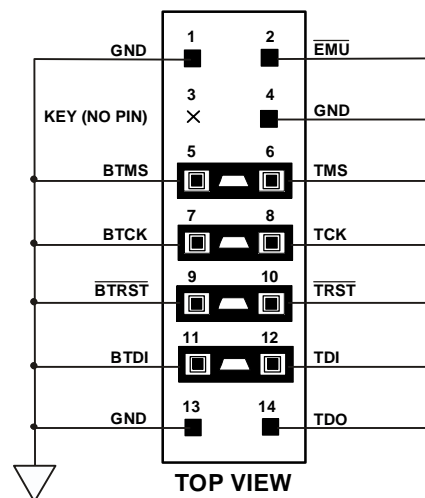 1 2
GND EMU
3 4
KEY (NO PIN) GND
5 6
BTMS TMS
7 8
BTCK TCK
9 10
BTRST TRST
11 12
BTDI TDI
13 14
GND TDO
TOP VIEW